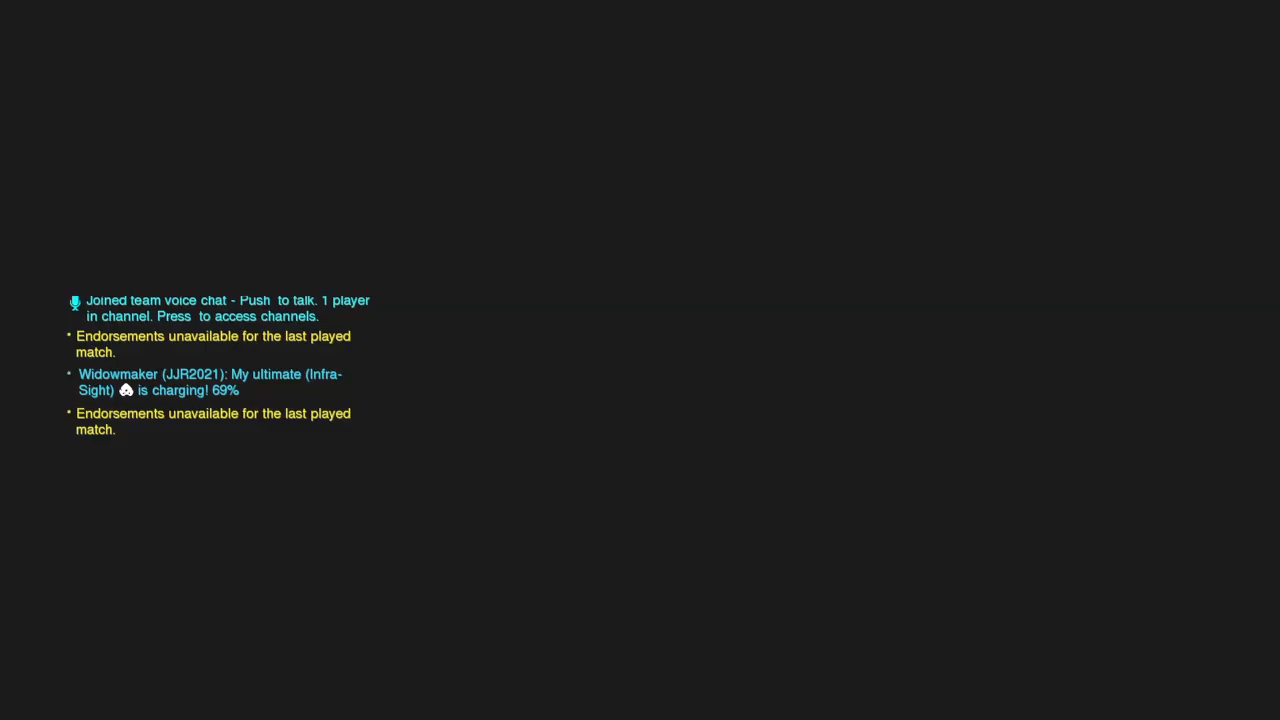 Joined team voice chat - Push  to talk. 1 player
in channel. Press  to access channels.
• Endorsements unavailable for the last played
match.
• Widowmaker (JJR2021): My ultimate (Infra-
Sight) is charging! 69%
• Endorsements unavailable for the last played
match.